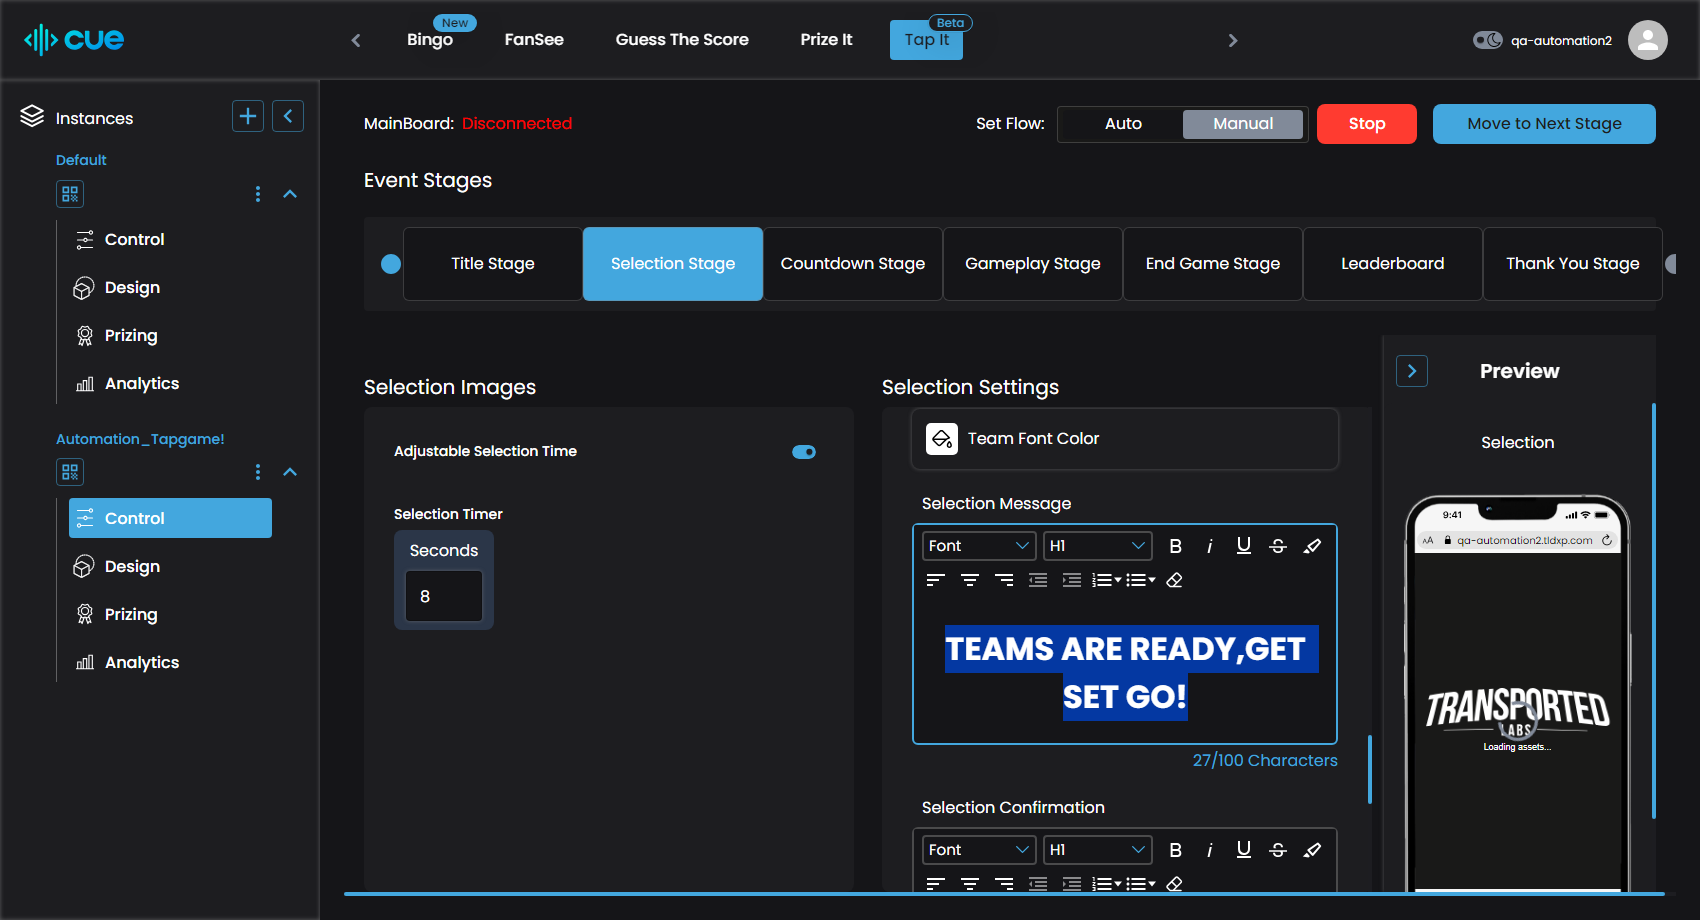 cue
Bingo
New
FanSee
Guess The Score
Prize It
Tap It
Beta
qa-automation2
Instances
Default
Control
Design
Prizing
Analytics
Automation_Tapgame!
Control
Design
Prizing
Analytics
MainBoard: Disconnected
Set Flow:
Auto
Manual
Stop
Move to Next Stage
Event Stages
Title Stage
Selection Stage
Countdown Stage
Gameplay Stage
End Game Stage
Leaderboard
Thank You Stage
Selection Images
Adjustable Selection Time
Selection Timer
Seconds
8
Selection Settings
Team Font Color
Selection Message
Font
H1
B i U S
TEAMS ARE READY,GET
SET GO!
27/100 Characters
Selection Confirmation
Font
H1
B i U S
Preview
Selection
9:41
AA qa-automation2.tldxp.com
TRANSPORTED
LABS
Loading assets...